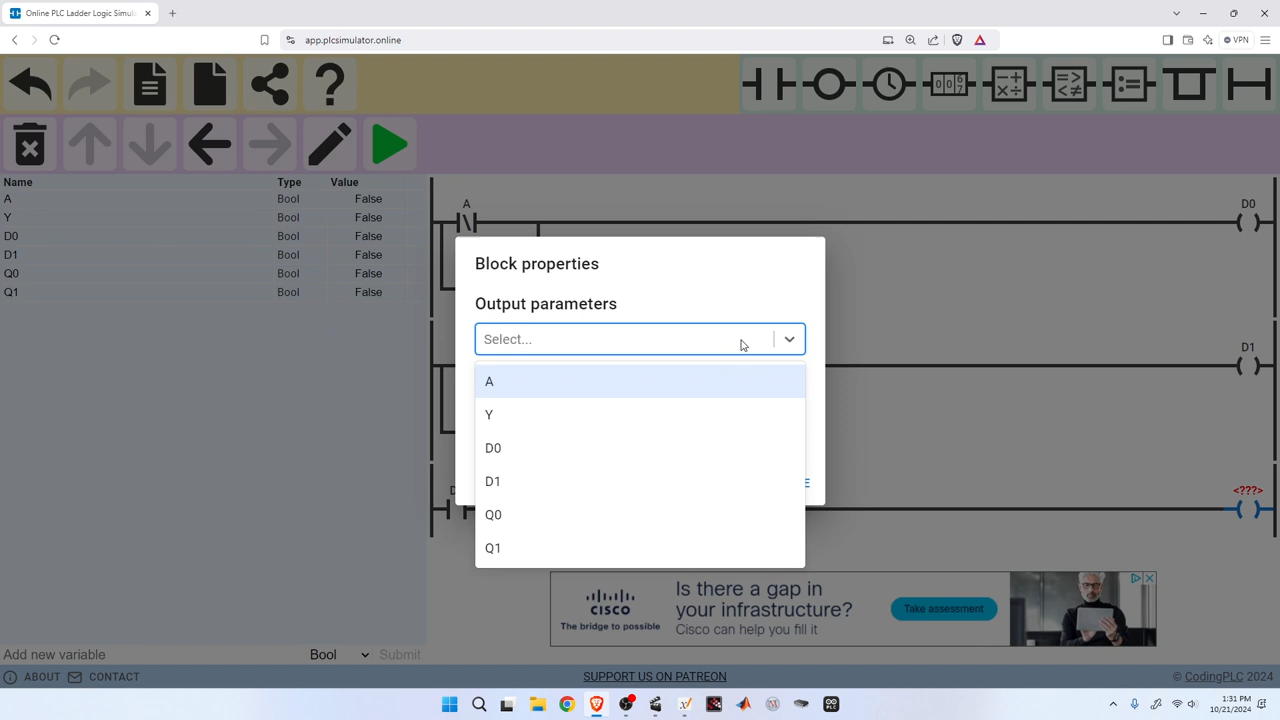 Online PLC Ladder Logic Simul
app.plcsimulator.online
VPN
Name Type Value
A Bool False
Y Bool False
D0 Bool False
D1 Bool False
Q0 Bool False
Q1 Bool False
A
D0
D1
<???>
Block properties
Output parameters
Select...
A
Y
D0
D1
Q0
Q1
CISCO
The bridge to possible
Is there a gap in
your infrastructure?
Cisco can help you fill it
Take assessment
Add new variable Bool Submit
ABOUT CONTACT SUPPORT US ON PATREON © CodingPLC 2024
1:31 PM
10/21/2024